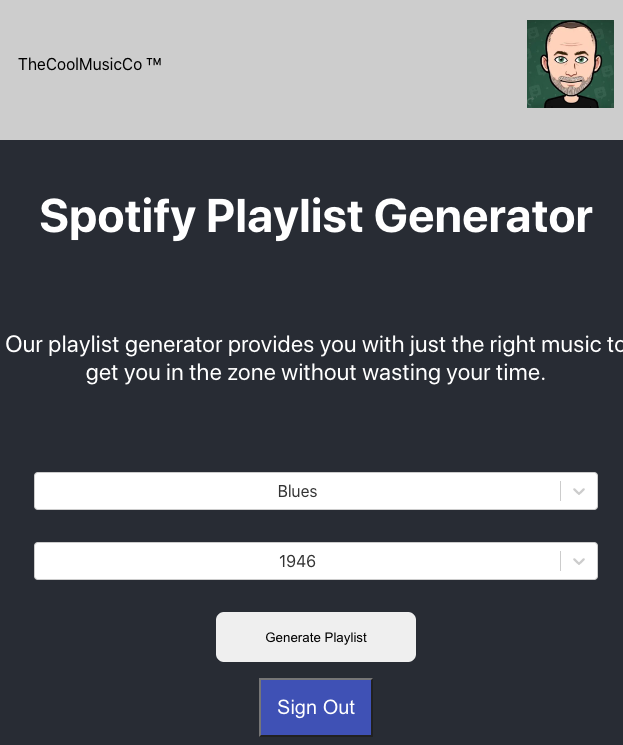 TheCoolMusicCo ™
Spotify Playlist Generator
Our playlist generator provides you with just the right music to
get you in the zone without wasting your time.
Blues
1946
Generate Playlist
Sign Out